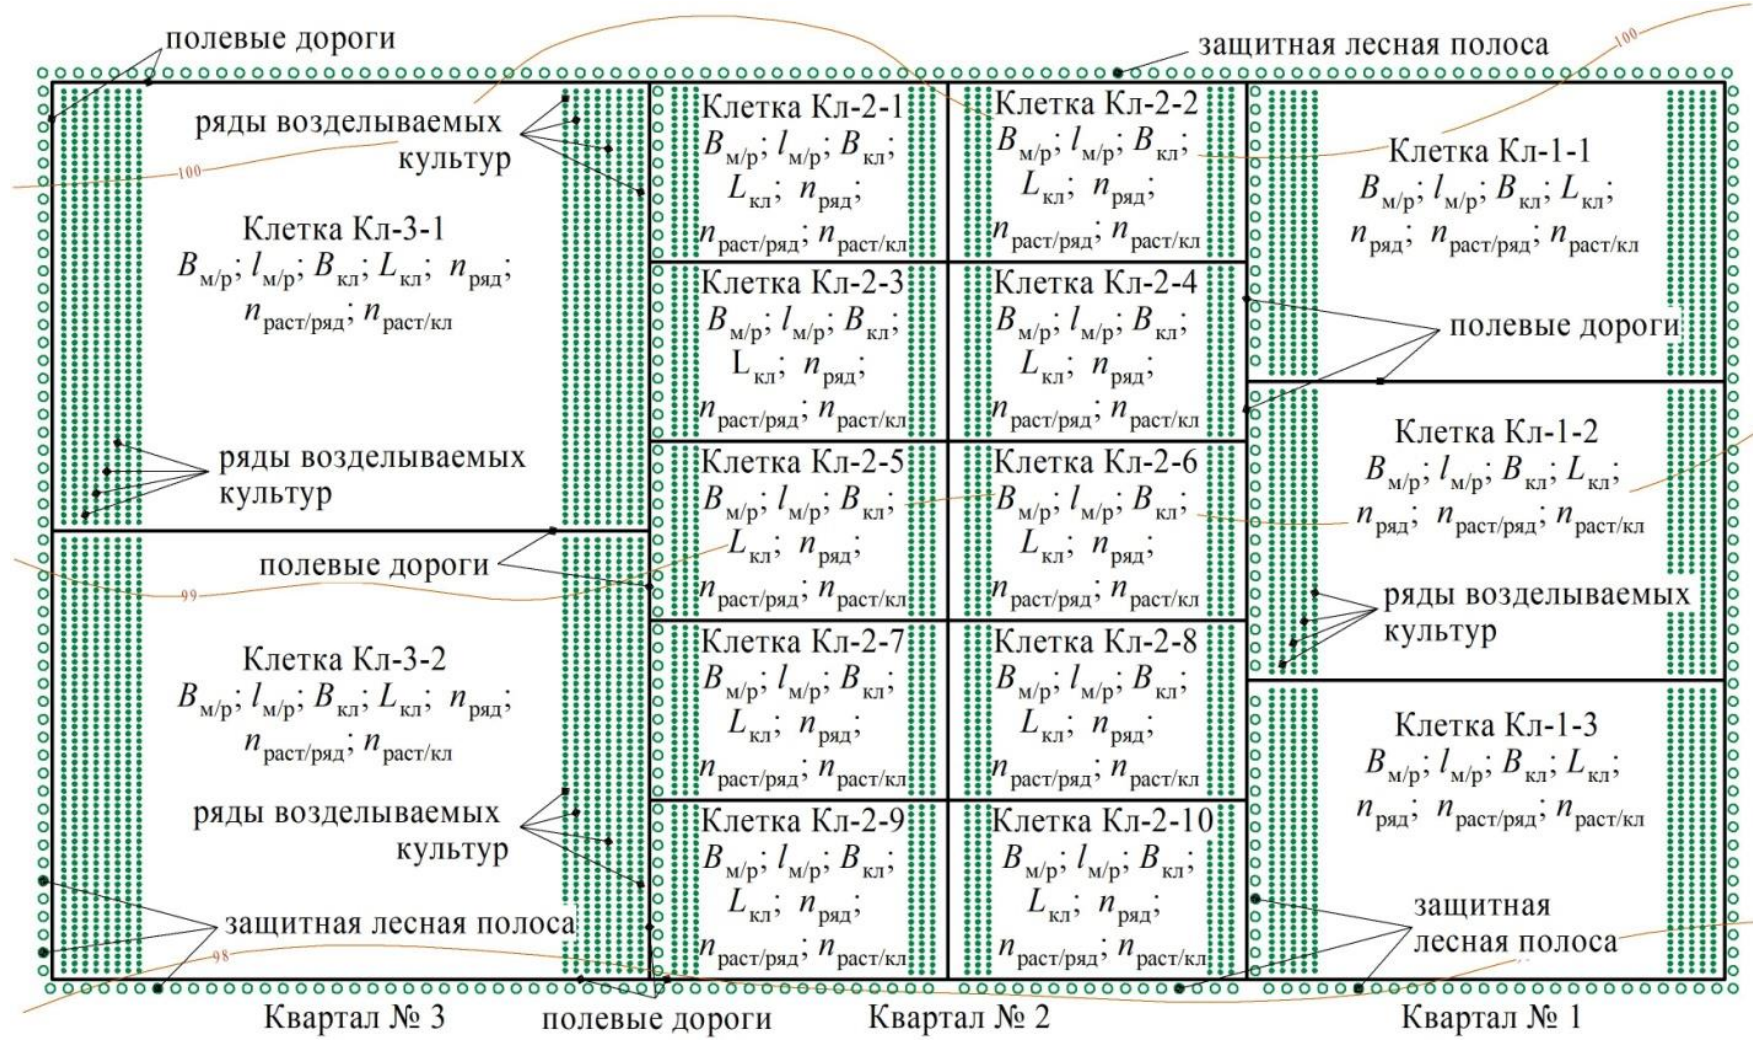 полевые дороги
защитная лесная полоса
100
ряды возделываемых
культур
100
Клетка Кл-3-1
Bм/р; lм/р; Bкл; Lкл; nряд;
nраст/ряд; nраст/кл
ряды возделываемых
культур
полевые дороги
99
Клетка Кл-3-2
Bм/р; lм/р; Bкл; Lкл; nряд;
nраст/ряд; nраст/кл
ряды возделываемых
культур
защитная лесная полоса
98
Квартал № 3
полевые дороги
Клетка Кл-2-1
Bм/р; lм/р; Bкл;
Lкл; nряд;
nраст/ряд; nраст/кл
Клетка Кл-2-2
Bм/р; lм/р; Bкл;
Lкл; nряд;
nраст/ряд; nраст/кл
Клетка Кл-2-3
Bм/р; lм/р; Bкл;
Lкл; nряд;
nраст/ряд; nраст/кл
Клетка Кл-2-4
Bм/р; lм/р; Bкл;
Lкл; nряд;
nраст/ряд; nраст/кл
Клетка Кл-2-5
Bм/р; lм/р; Bкл;
Lкл; nряд;
nраст/ряд; nраст/кл
Клетка Кл-2-6
Bм/р; lм/р; Bкл;
Lкл; nряд;
nраст/ряд; nраст/кл
Клетка Кл-2-7
Bм/р; lм/р; Bкл;
Lкл; nряд;
nраст/ряд; nраст/кл
Клетка Кл-2-8
Bм/р; lм/р; Bкл;
Lкл; nряд;
nраст/ряд; nраст/кл
Клетка Кл-2-9
Bм/р; lм/р; Bкл;
Lкл; nряд;
nраст/ряд; nраст/кл
Клетка Кл-2-10
Bм/р; lм/р; Bкл;
Lкл; nряд;
nраст/ряд; nраст/кл
Квартал № 2
Клетка Кл-1-1
Bм/р; lм/р; Bкл; Lкл;
nряд; nраст/ряд; nраст/кл
полевые дороги
Клетка Кл-1-2
Bм/р; lм/р; Bкл; Lкл;
nряд; nраст/ряд; nраст/кл
ряды возделываемых
культур
Клетка Кл-1-3
Bм/р; lм/р; Bкл; Lкл;
nряд; nраст/ряд; nраст/кл
защитная
лесная полоса
Квартал № 1